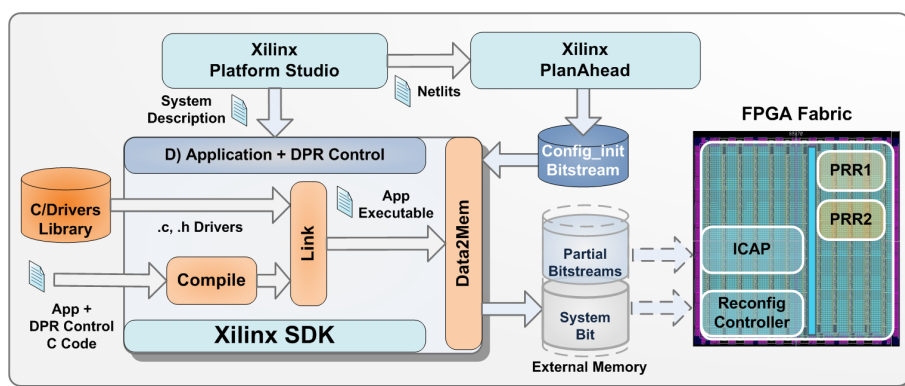 Xilinx
Platform Studio
Xilinx
PlanAhead
Netlits
System
Description
FPGA Fabric
D) Application + DPR Control
Config_init
Bitstream
PRR1
C/Drivers
Library
App
Executable
.c, .h Drivers
Link
Data2Mem
PRR2
Partial
Bitstreams
ICAP
Compile
App +
DPR Control
C Code
System
Bit
Reconfig
Controller
Xilinx SDK
External Memory